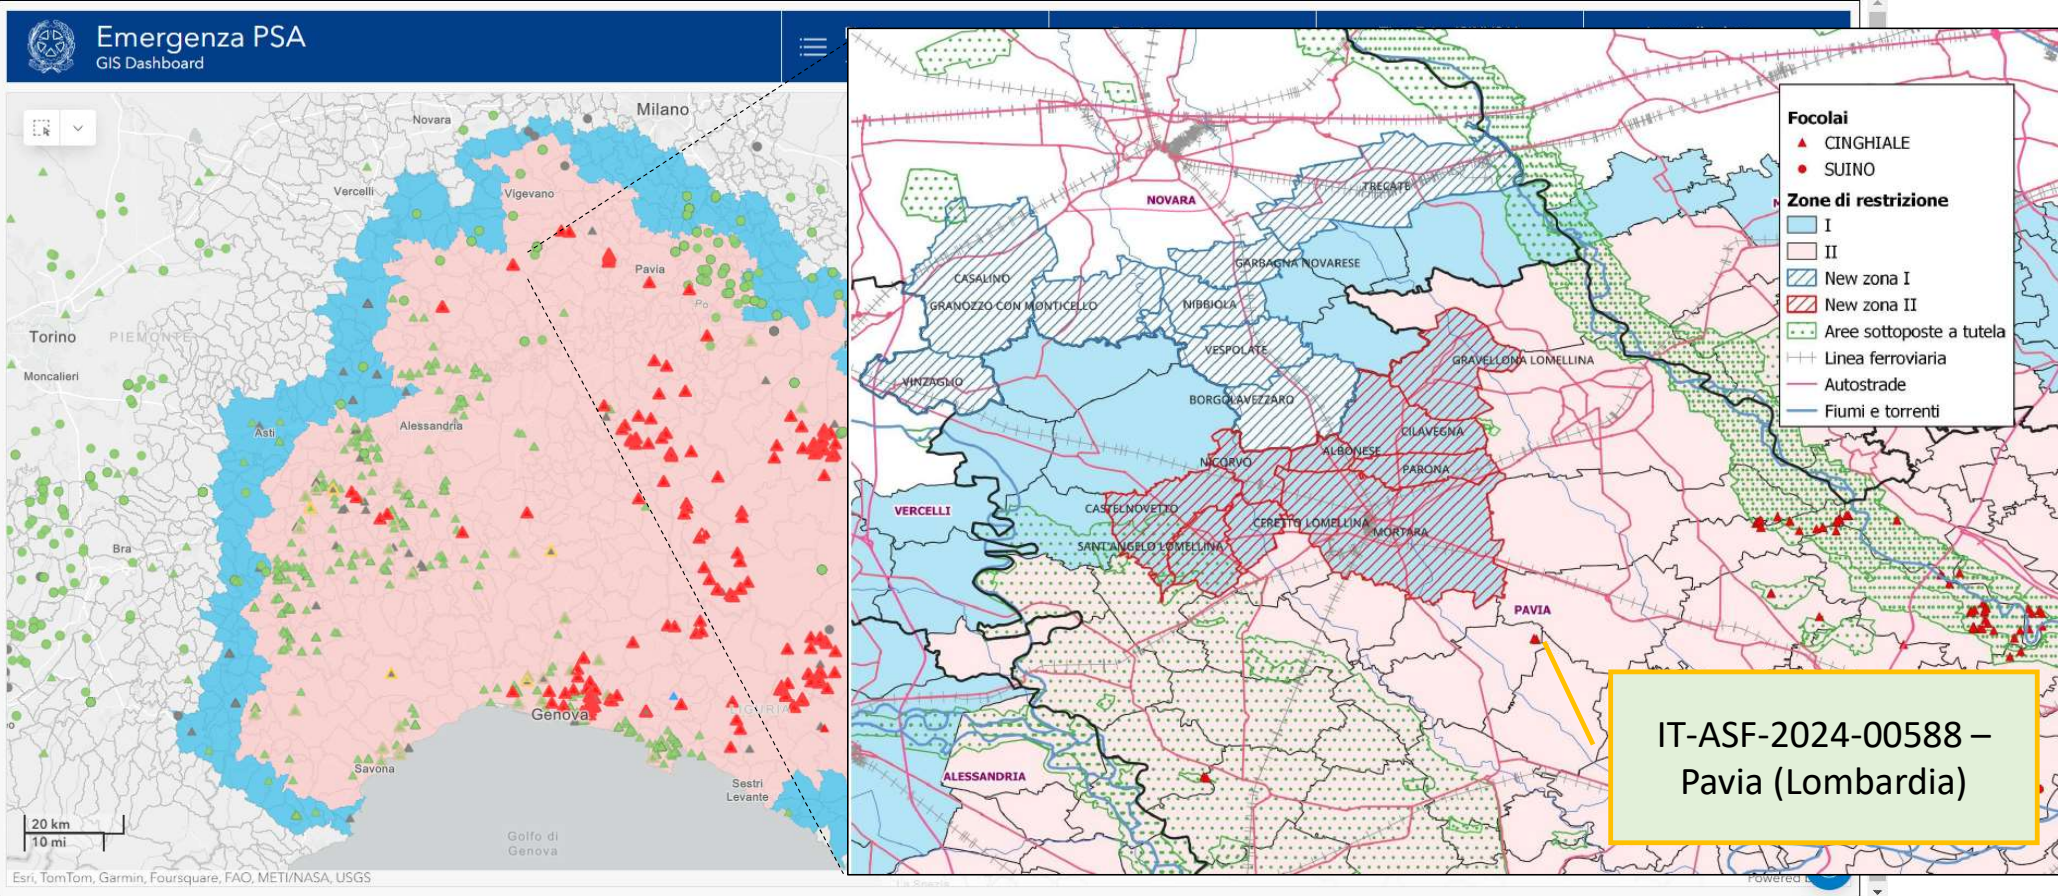 Emergenza PSA
GIS Dashboard
Milano
Novara
Vercelli
Vigevano
Pavia
Po
Torino
PIEMONTE
Moncalieri
Asti
Alessandria
Bra
Genova
LIGURIA
Savona
Sestri
Levante
Golfo di
Genova
20 km
10 mi
Esri, TomTom, Garmin, Foursquare, FAO, METI/NASA, USGS
La Spezia
Powered
NOVARA
TRECATE
CASALINO
GARBAGNA NOVARESE
GRANOZZO CON MONTICELLO
NIBBIOLA
VESPOLATE
VINZAGLIO
BORGOLAVEZZARO
GRAVELLONA LOMELLINA
CILAVEGNA
ALBONESE
NICORVO
PARONA
VERCELLI
CASTELNOVETTO
CERETTO LOMELLINA
MORTARA
SANT'ANGELO LOMELLINA
PAVIA
ALESSANDRIA
Focolai
CINGHIALE
SUINO
Zone di restrizione
I
II
New zona I
New zona II
Aree sottoposte a tutela
Linea ferroviaria
Autostrade
Fiumi e torrenti
IT-ASF-2024-00588 –
Pavia (Lombardia)